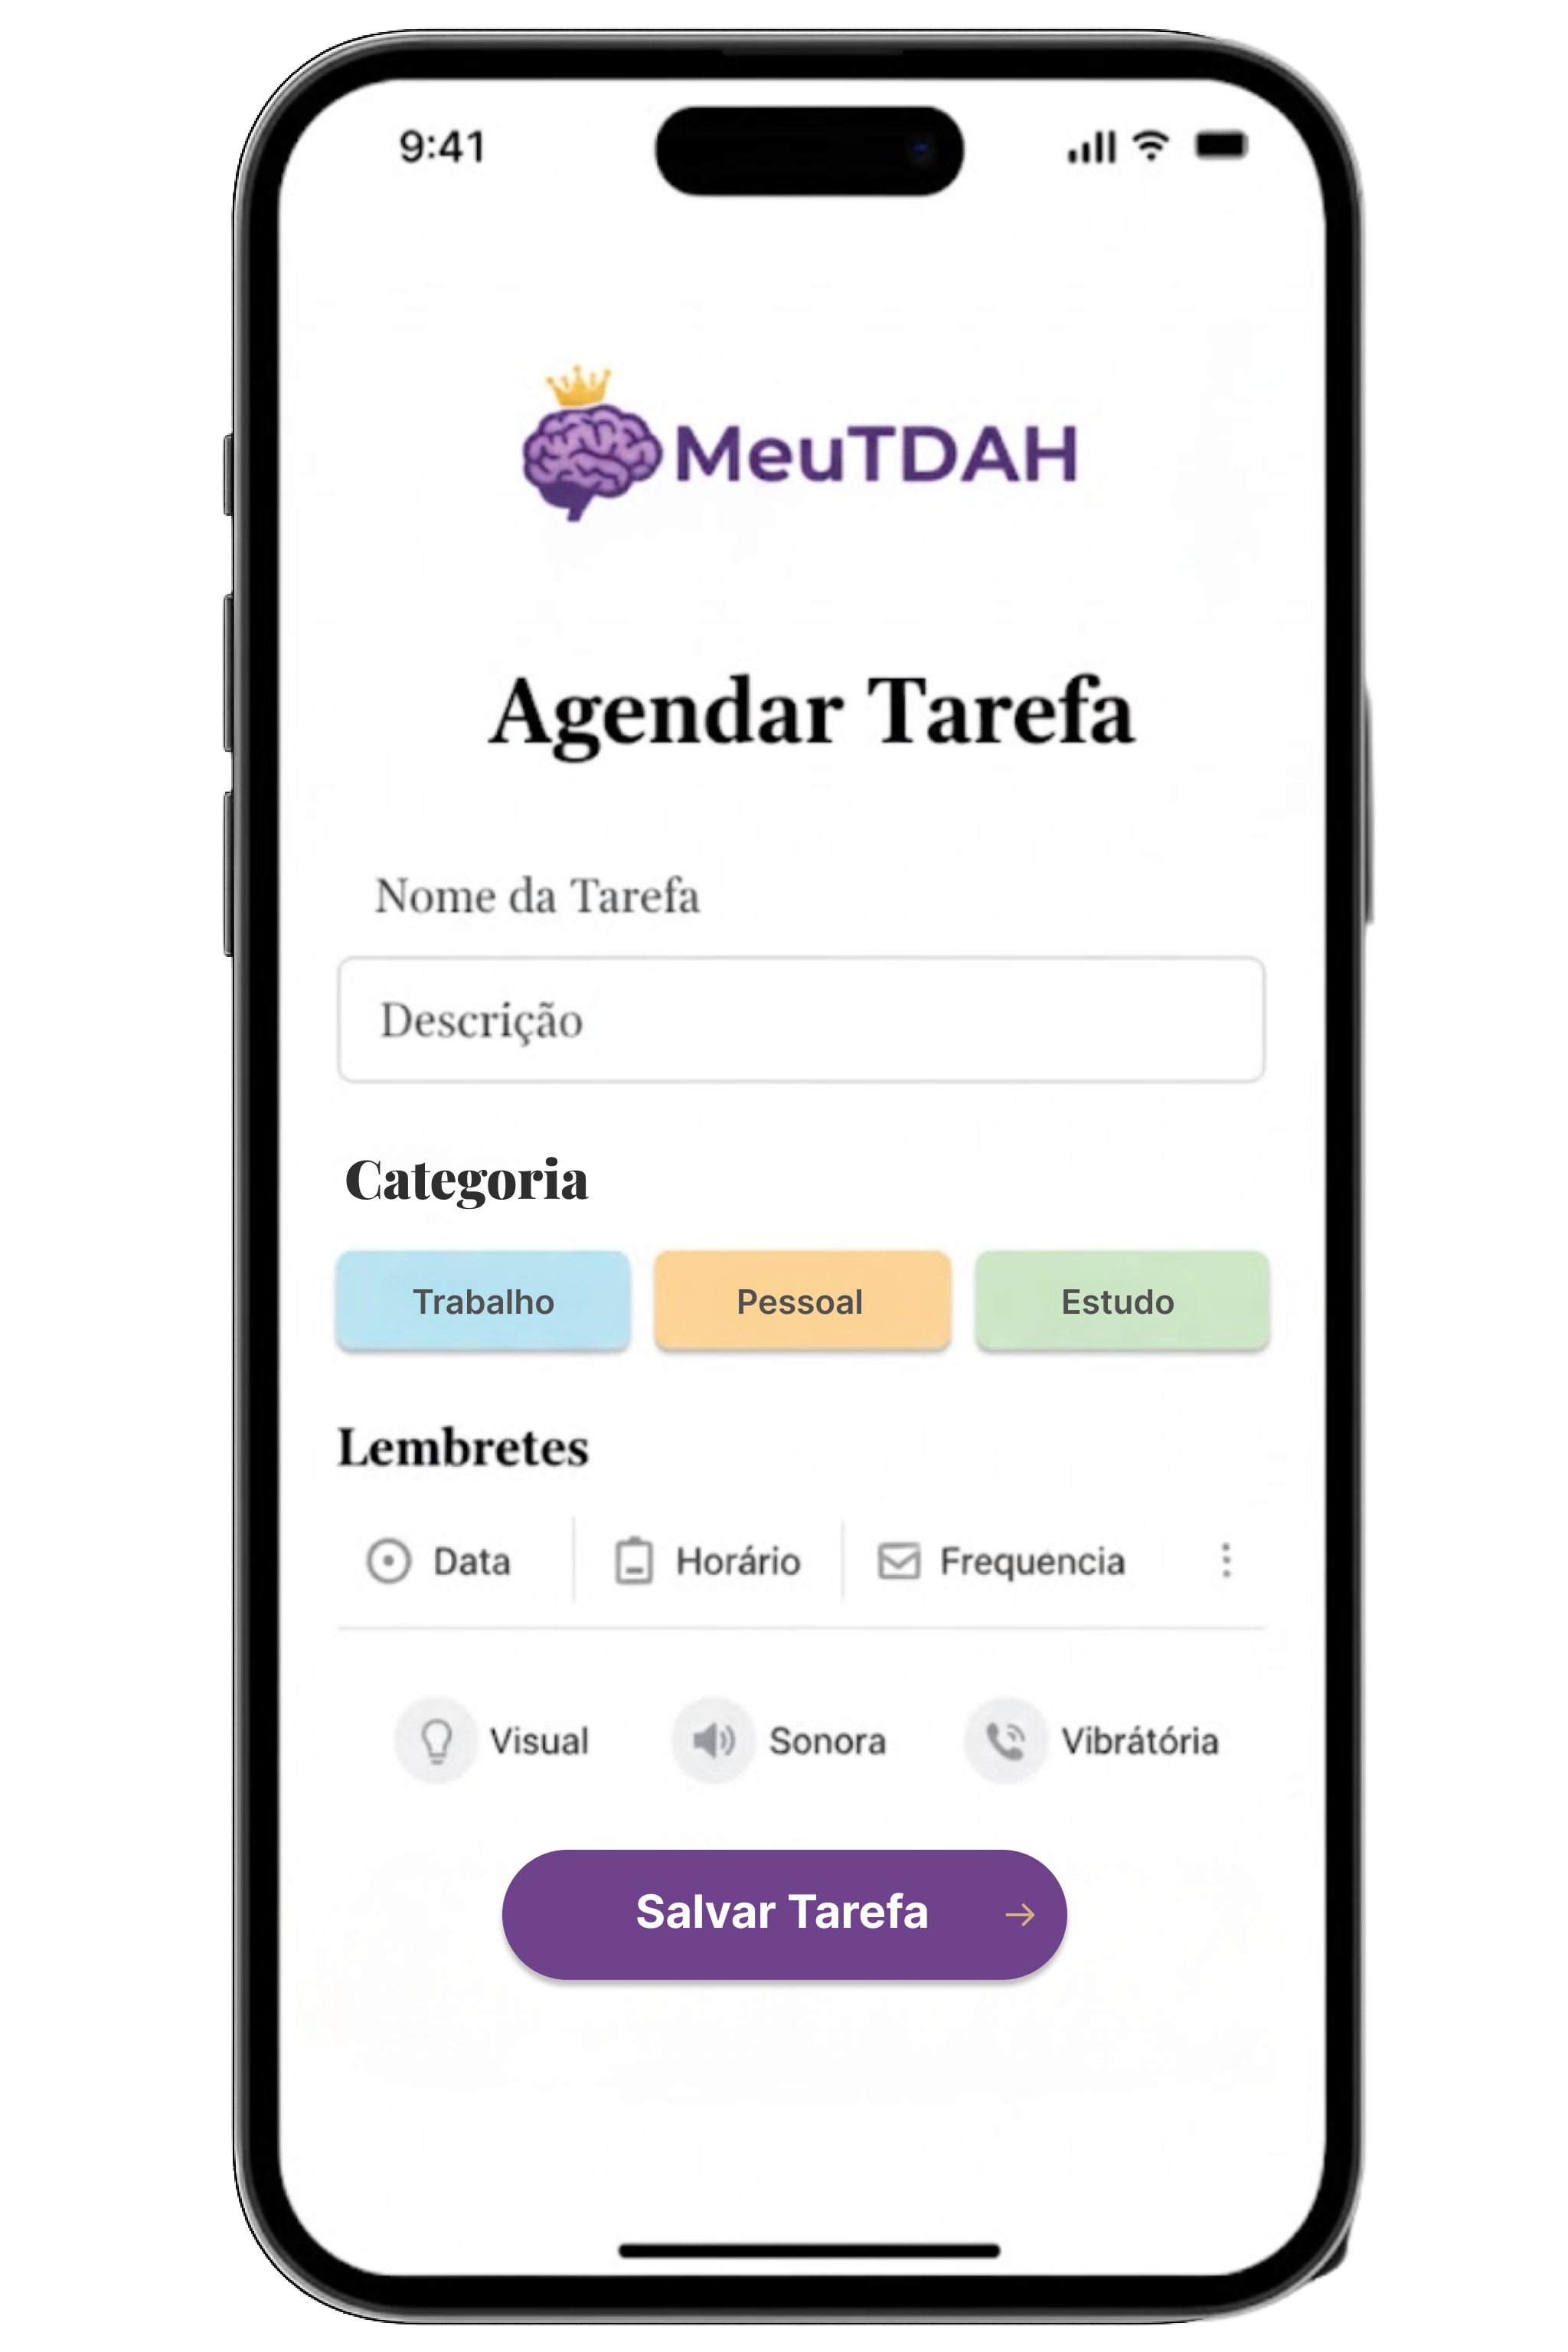 9:41
MeuTDAH
Agendar Tarefa
Nome da Tarefa
Descrição
Categoria
Trabalho Pessoal Estudo
Lembretes
Data Horário Frequencia
Visual Sonora Vibrátória
Salvar Tarefa →